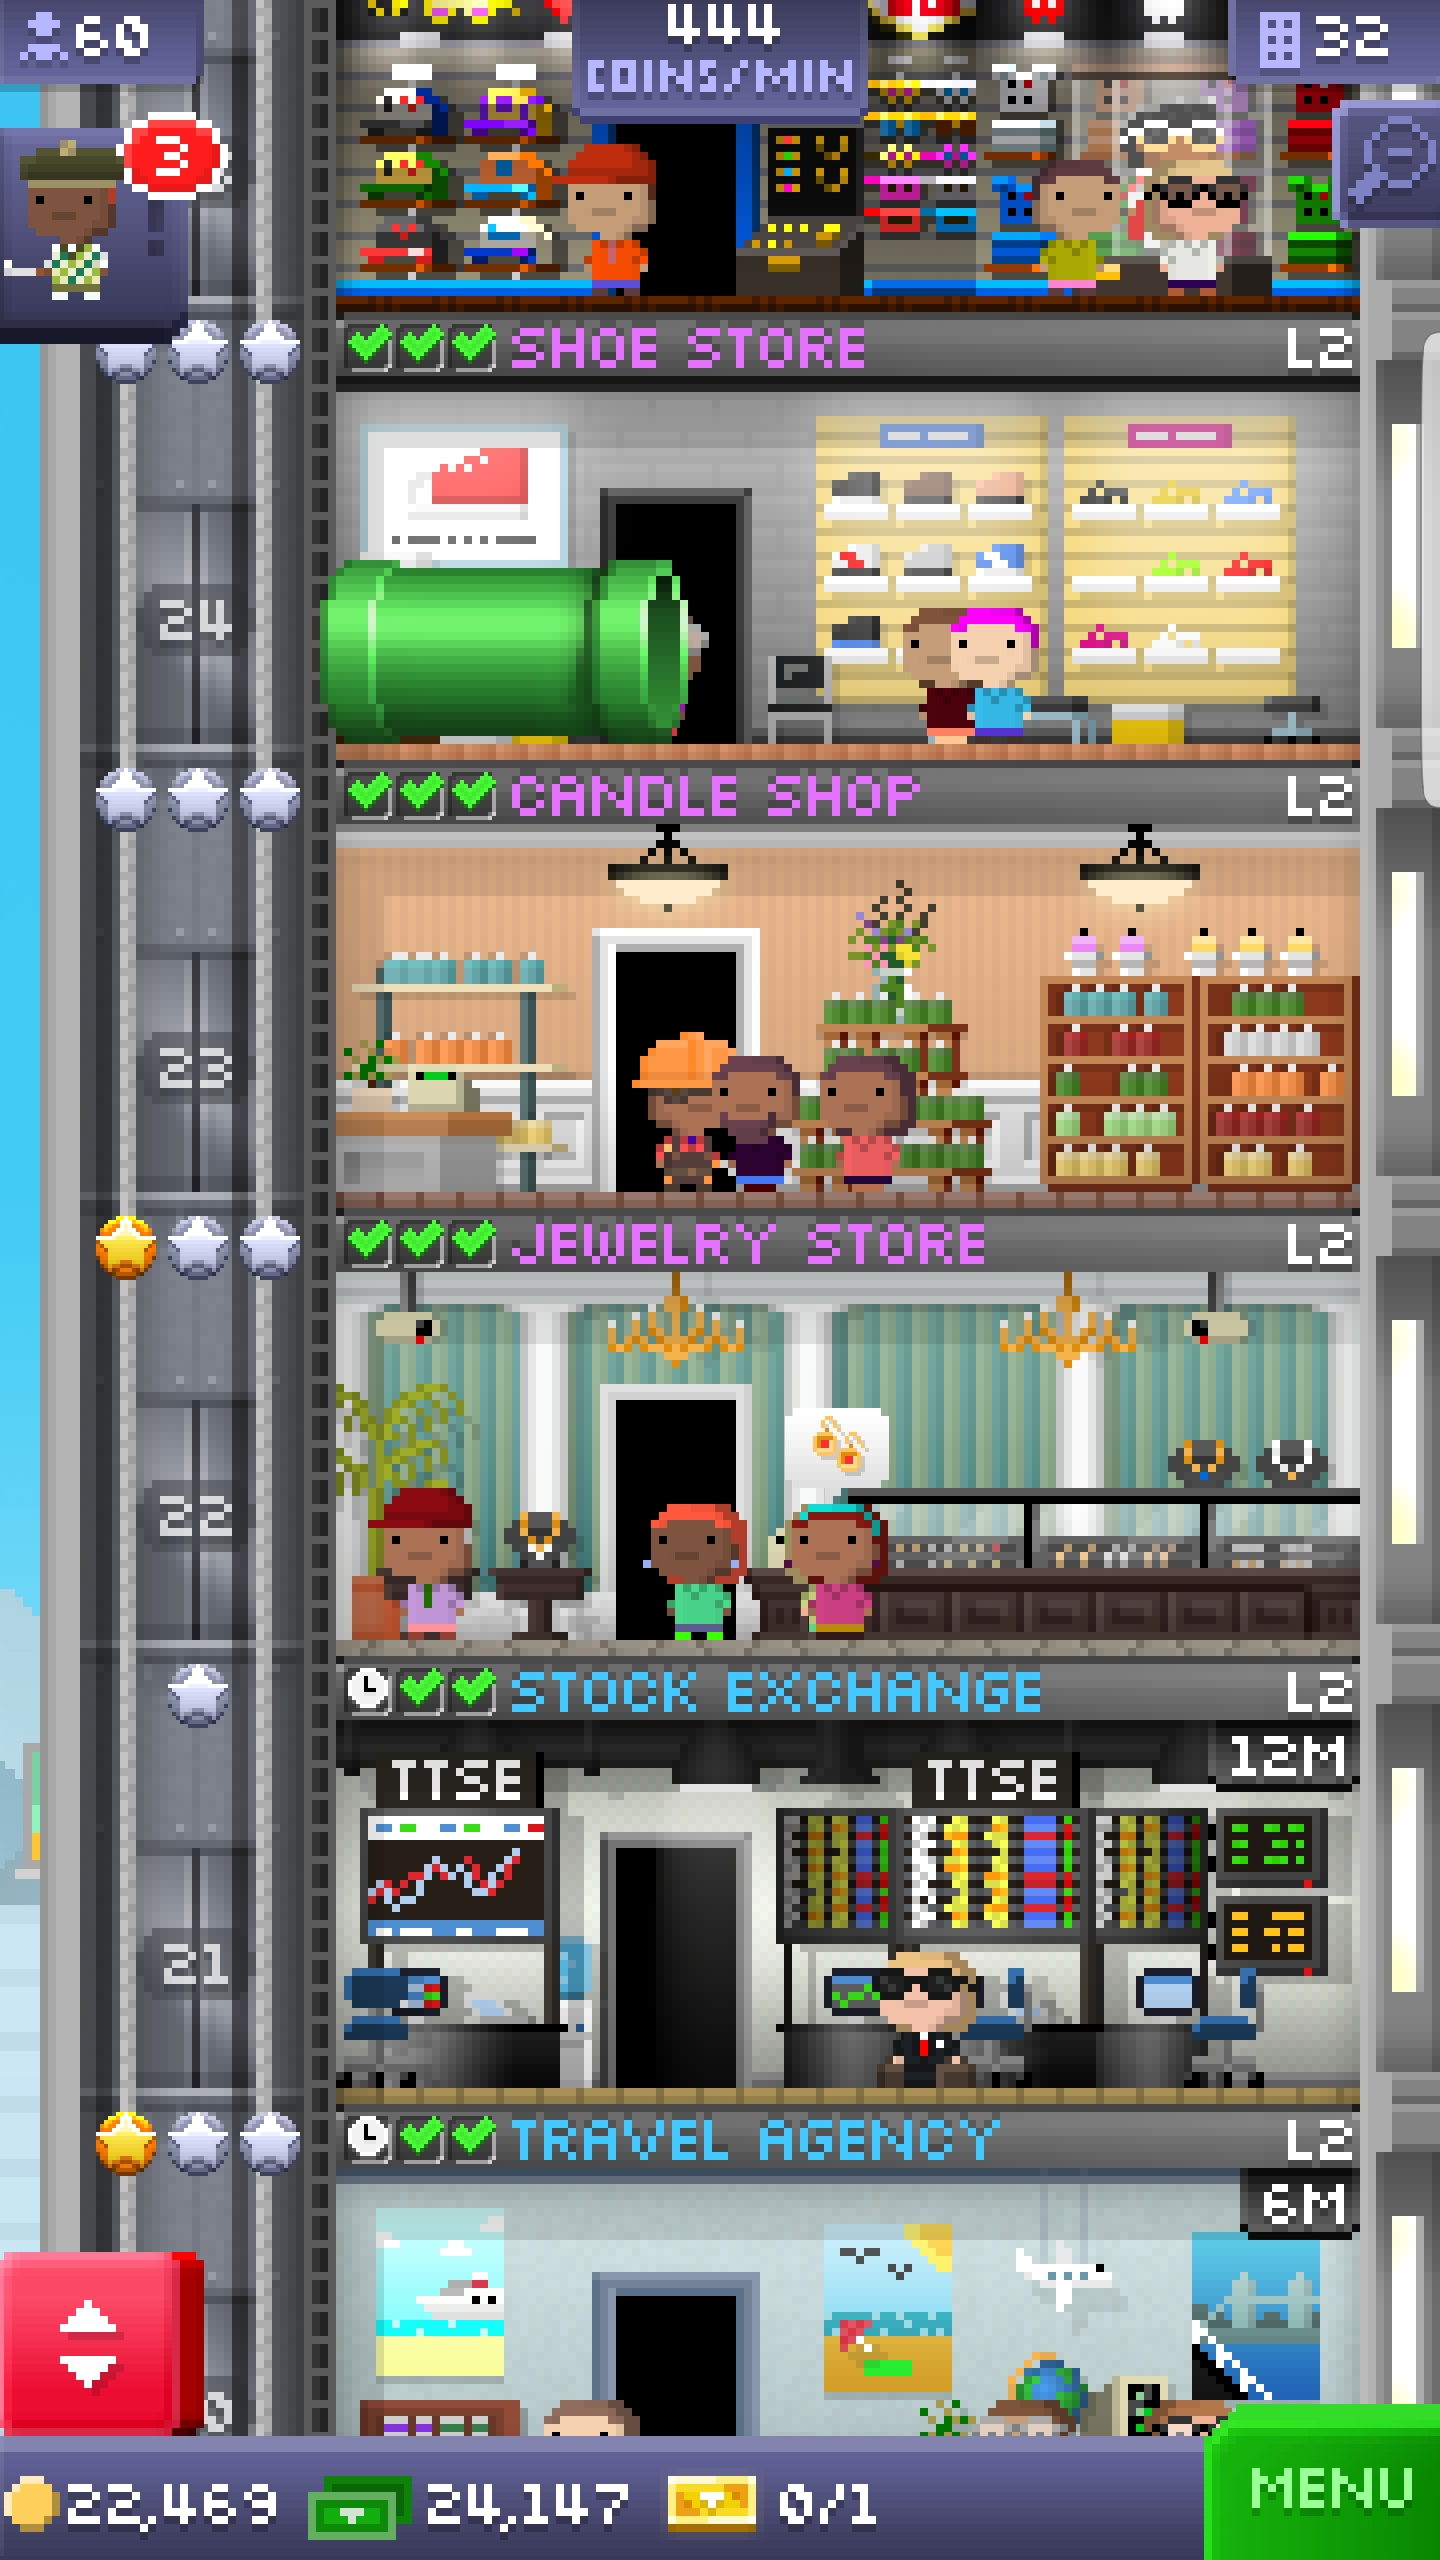 60
444
COINS/MIN
32
3
SHOE STORE
L2
24
CANDLE SHOP
L2
23
JEWELRY STORE
L2
22
STOCK EXCHANGE
L2
12M
TTSE
TTSE
21
TRAVEL AGENCY
L2
6M
0
22,469
24,147
0/1
MENU